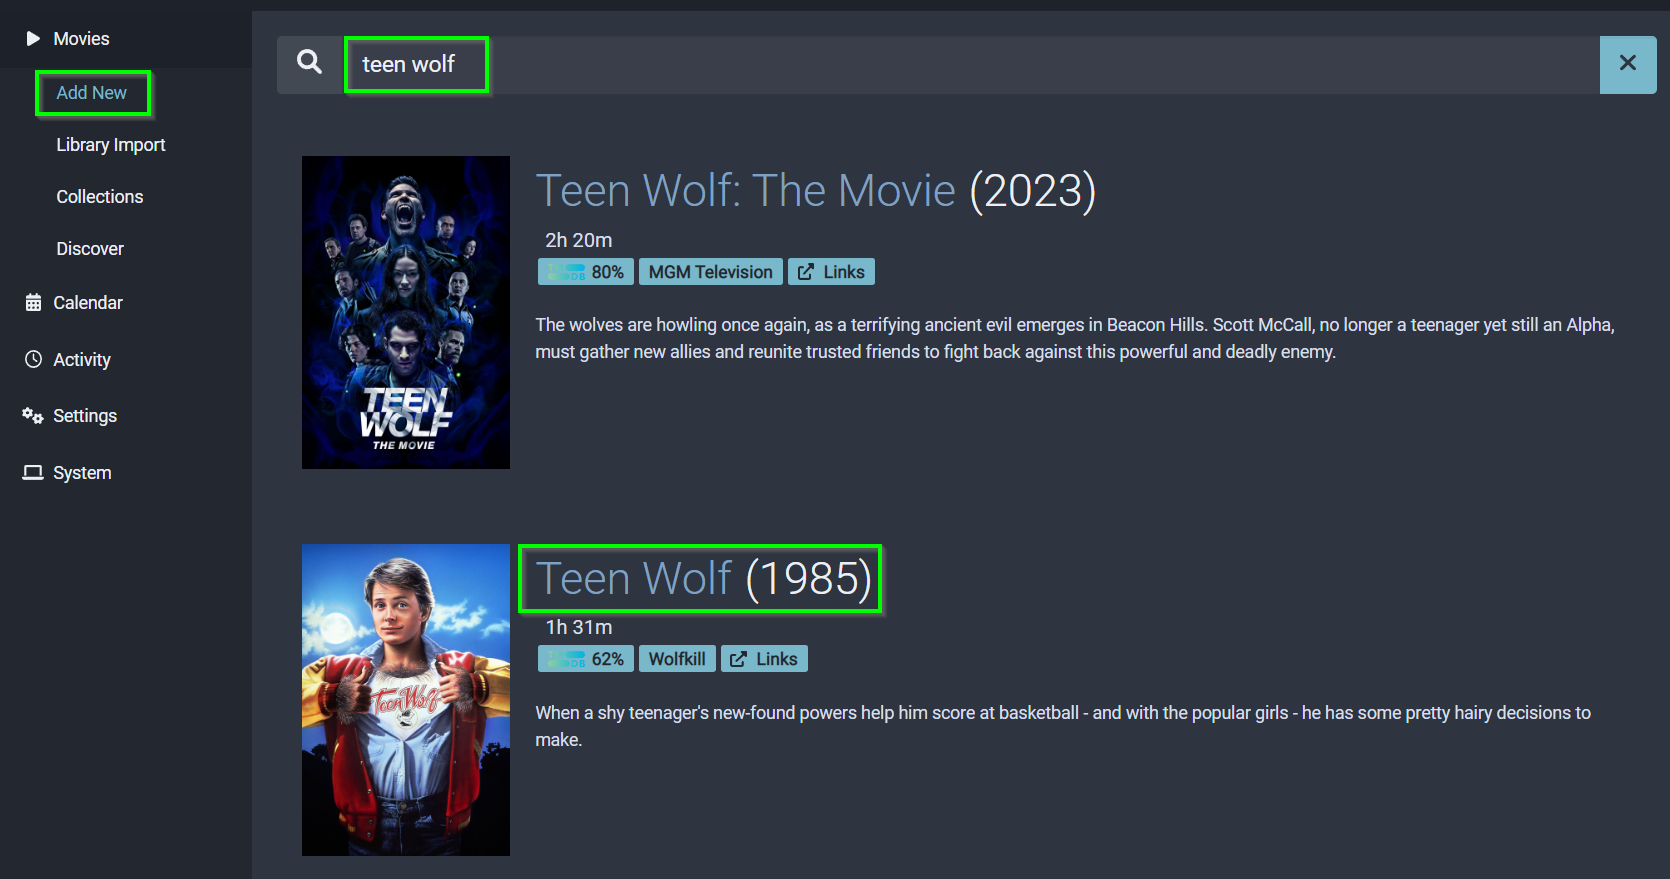 Movies
Add New
Library Import
Collections
Discover
Calendar
Activity
Settings
System
teen wolf
Teen Wolf: The Movie (2023)
2h 20m
80% MGM Television Links
The wolves are howling once again, as a terrifying ancient evil emerges in Beacon Hills. Scott McCall, no longer a teenager yet still an Alpha,
must gather new allies and reunite trusted friends to fight back against this powerful and deadly enemy.
TEEN
WOLF
THE MOVIE
Teen Wolf (1985)
1h 31m
62% Wolfkill Links
When a shy teenager's new-found powers help him score at basketball - and with the popular girls - he has some pretty hairy decisions to
make.
Teen Wolf